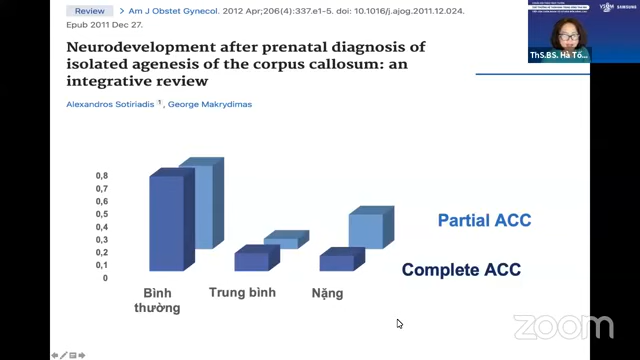 Review > Am J Obstet Gynecol. 2012 Apr;206(4):337.e1-5. doi: 10.1016/j.ajog.2011.12.024.
Epub 2011 Dec 27.
Neurodevelopment after prenatal diagnosis of
isolated agenesis of the corpus callosum: an
integrative review
Alexandros Sotiriadis 1, George Makrydimas
VSUM SAMSUNG
ThS.BS. Hà Tố...
0,8
0,7
0,6
0,5
0,4
0,3
0,2
0,1
0
Partial ACC
Complete ACC
Bình
thường
Trung bình
Nặng
zoom